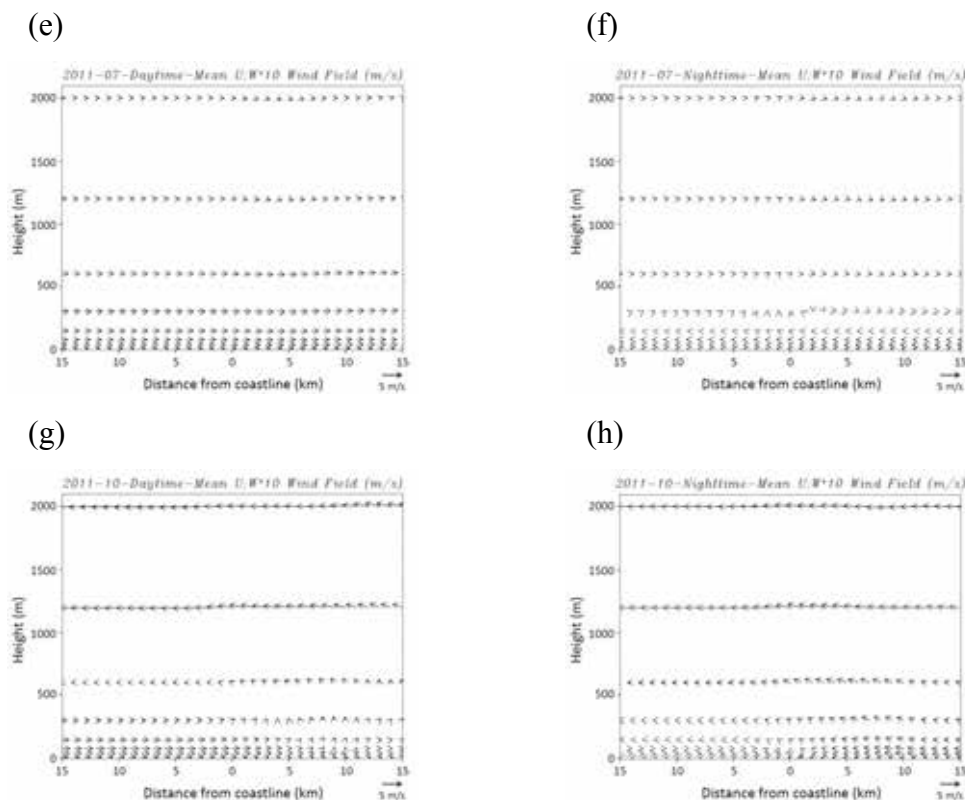 (e)
(f)
2011-07-Daytime-Mean U,W*10 Wind Field (m/s)
2011-07-Nighttime-Mean U,W*10 Wind Field (m/s)
2000
1500
1000
500
0
Height (m)
15 10 5 0 5 10 15
Distance from coastline (km)
5 m/s
2000
1500
1000
500
0
Height (m)
15 10 5 0 5 10 15
Distance from coastline (km)
5 m/s
(g)
(h)
2011-10-Daytime-Mean U,W*10 Wind Field (m/s)
2011-10-Nighttime-Mean U,W*10 Wind Field (m/s)
2000
1500
1000
500
0
Height (m)
15 10 5 0 5 10 15
Distance from coastline (km)
5 m/s
2000
1500
1000
500
0
Height (m)
15 10 5 0 5 10 15
Distance from coastline (km)
5 m/s